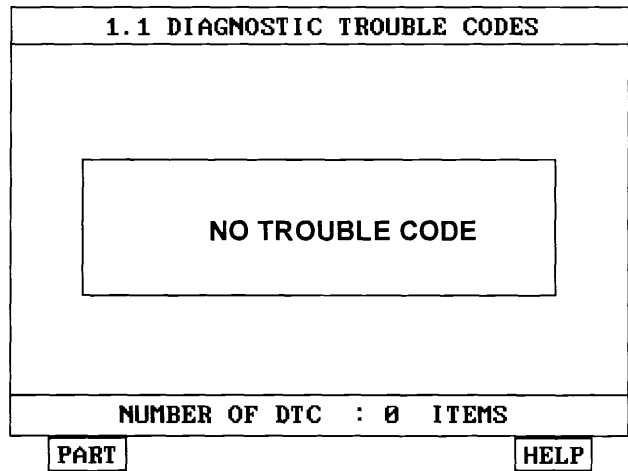 1.1 DIAGNOSTIC TROUBLE CODES
NO TROUBLE CODE
NUMBER OF DTC : 0 ITEMS
PART HELP